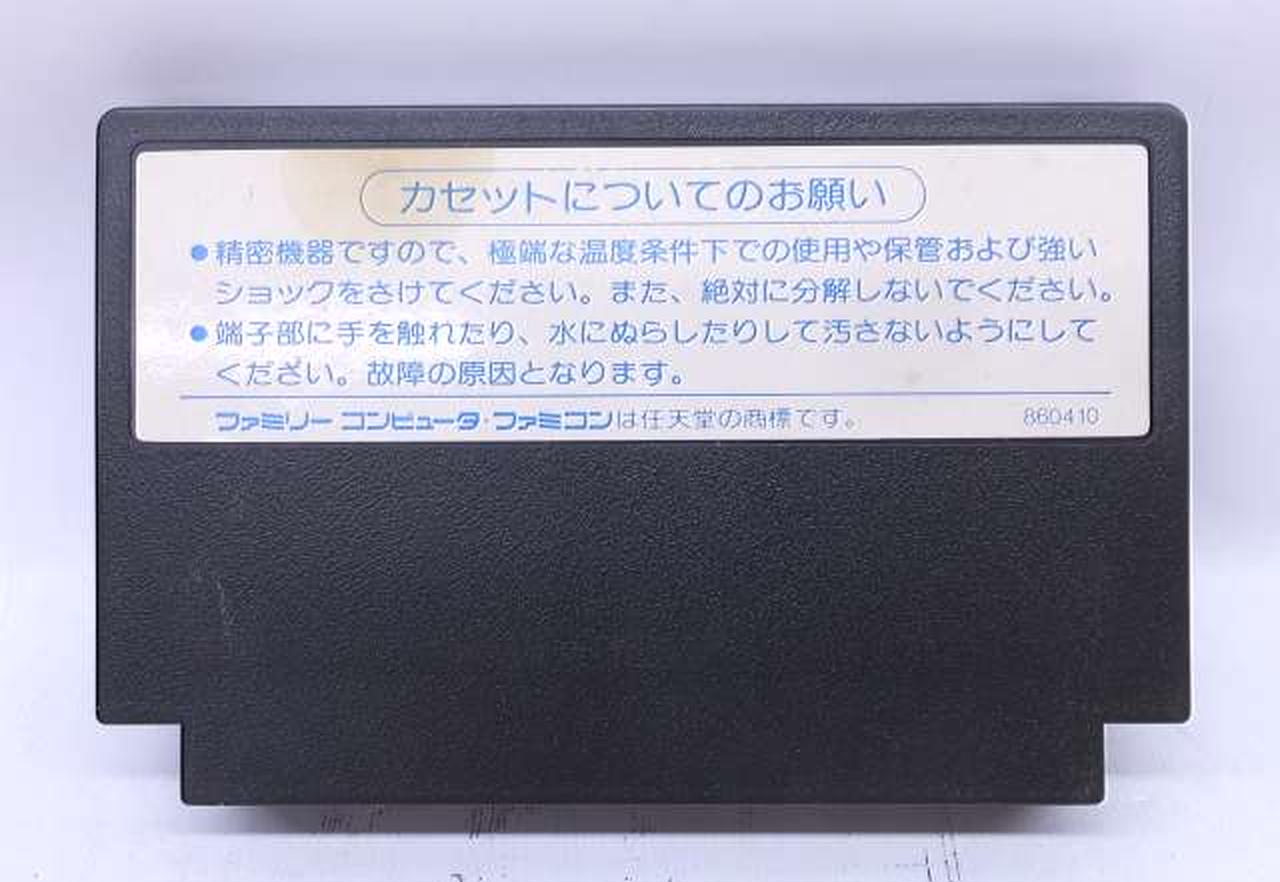 カセットについてのお願い
●精密機器ですので、極端な温度条件下での使用や保管および強い
ショックをさけてください。また、絶対に分解しないでください。
●端子部に手を触れたり、水にぬらしたりして汚さないようにして
ください。故障の原因となります。
ファミリー コンピュータ・ファミコンは任天堂の商標です。 860410